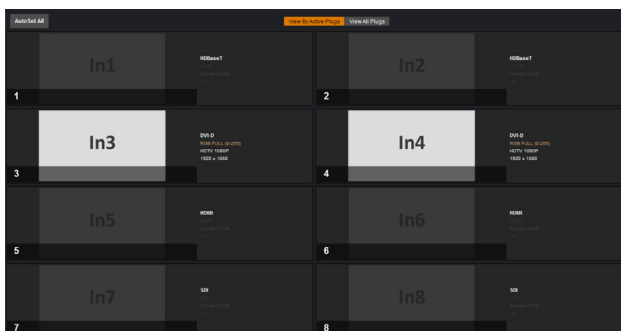 AutoSet All
View By Active Plugs
View All Plugs
In1
HDBaseT
1
In2
HDBaseT
2
In3
DVI-D
RGB FULL (0-255)
HDTV 1080P
1920 x 1080
3
In4
DVI-D
RGB FULL (0-255)
HDTV 1080P
1920 x 1080
4
In5
HDMI
5
In6
HDMI
6
In7
SDI
7
In8
SDI
8